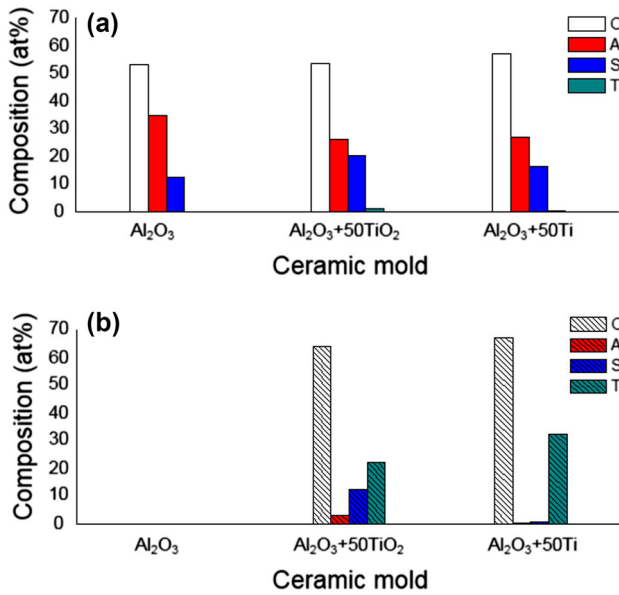 (a)
Composition (at%)
70
60
50
40
30
20
10
0
O
A
S
T
Al₂O₃
Al₂O₃+50TiO₂
Al₂O₃+50Ti
Ceramic mold
(b)
Composition (at%)
70
60
50
40
30
20
10
0
O
A
S
T
Al₂O₃
Al₂O₃+50TiO₂
Al₂O₃+50Ti
Ceramic mold